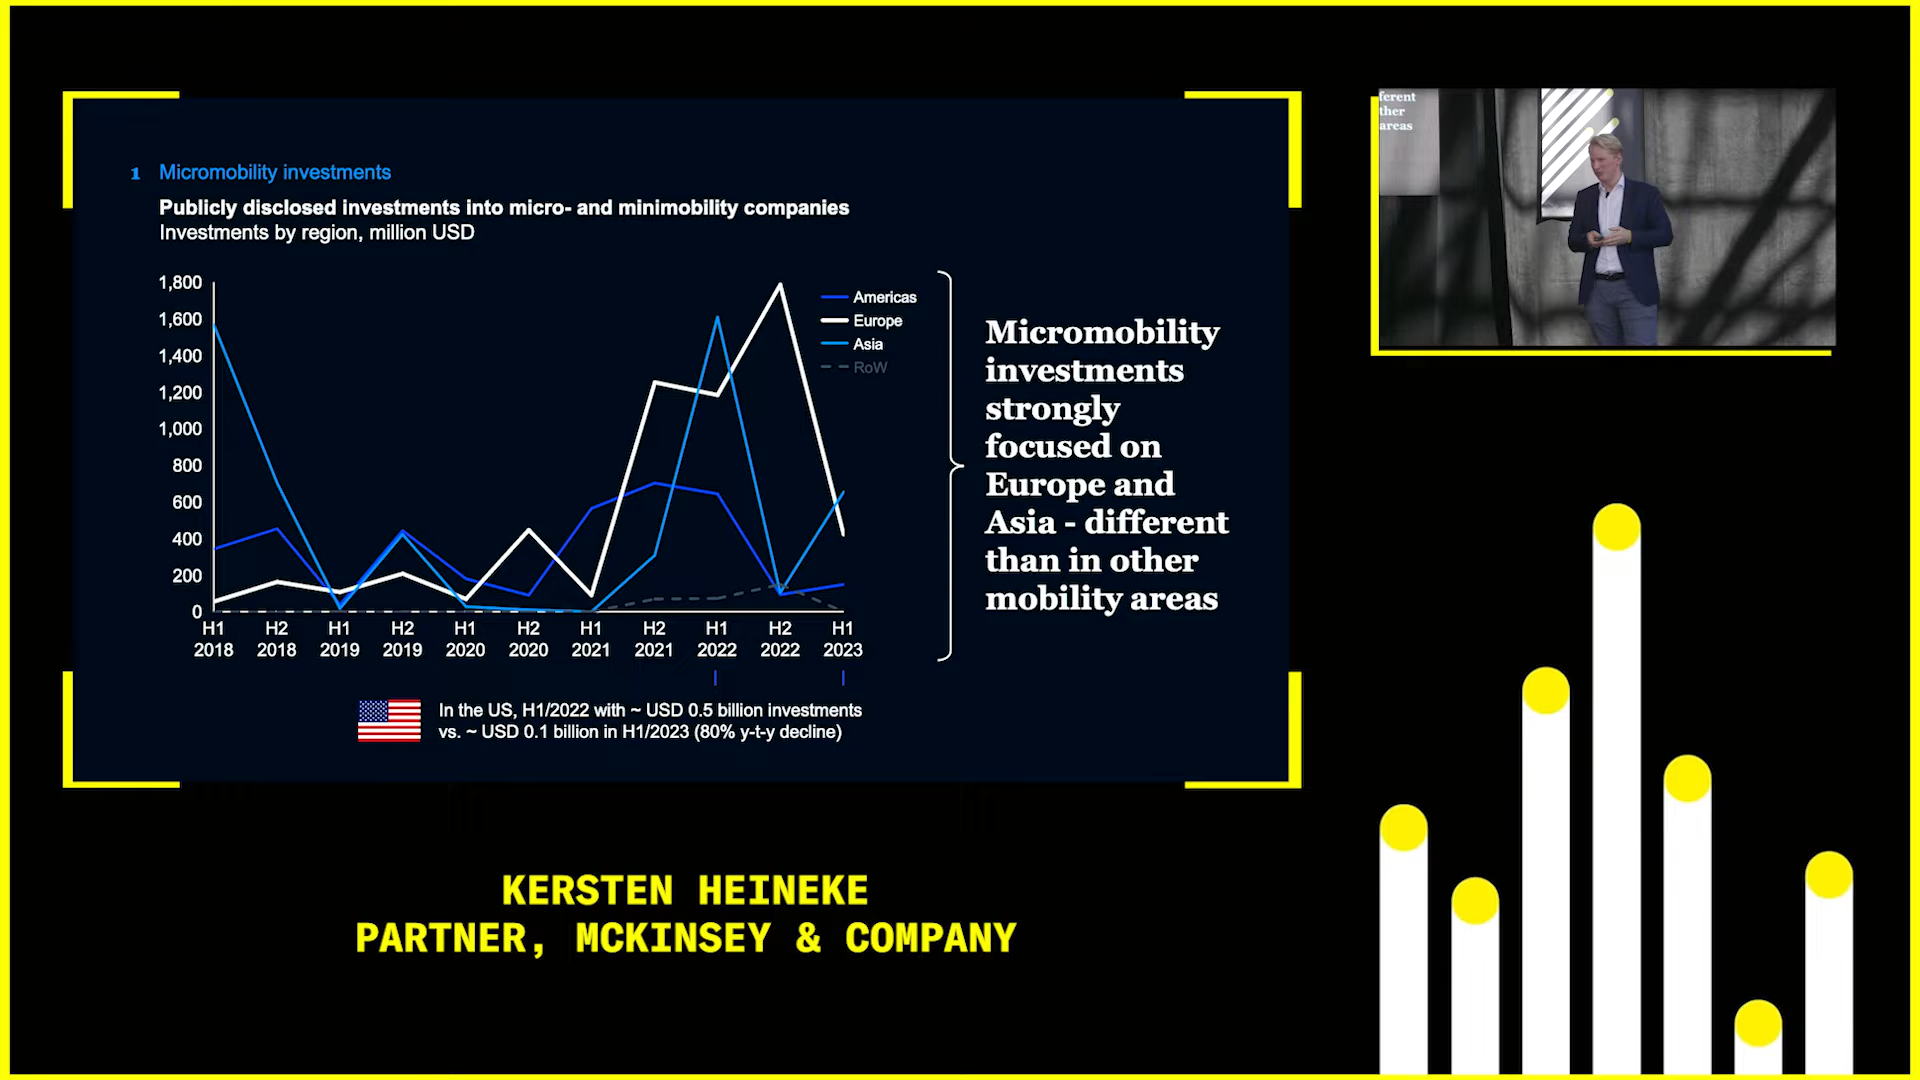 1 Micromobility investments
Publicly disclosed investments into micro- and minimobility companies
Investments by region, million USD
1,800
1,600
1,400
1,200
1,000
800
600
400
200
0
Americas
Europe
Asia
RoW
H1 H2 H1 H2 H1 H2 H1 H2 H1 H2 H1
2018 2018 2019 2019 2020 2020 2021 2021 2022 2022 2023
In the US, H1/2022 with ~ USD 0.5 billion investments
vs. ~ USD 0.1 billion in H1/2023 (80% y-t-y decline)
Micromobility
investments
strongly
focused on
Europe and
Asia - different
than in other
mobility areas
ferent
ther
areas
KERSTEN HEINEKE
PARTNER, MCKINSEY & COMPANY